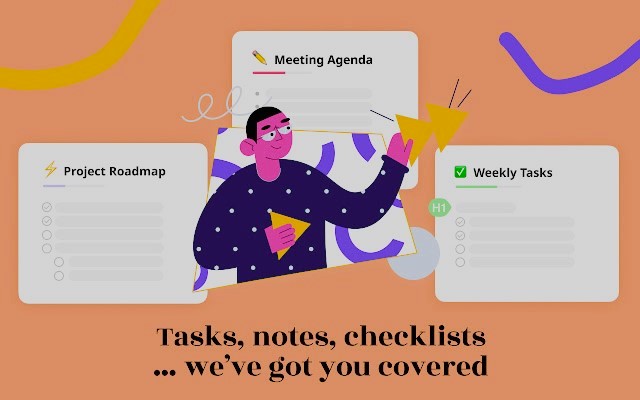 ✏️ Meeting Agenda
⚡ Project Roadmap
✅ Weekly Tasks
H1
Tasks, notes, checklists
... we've got you covered